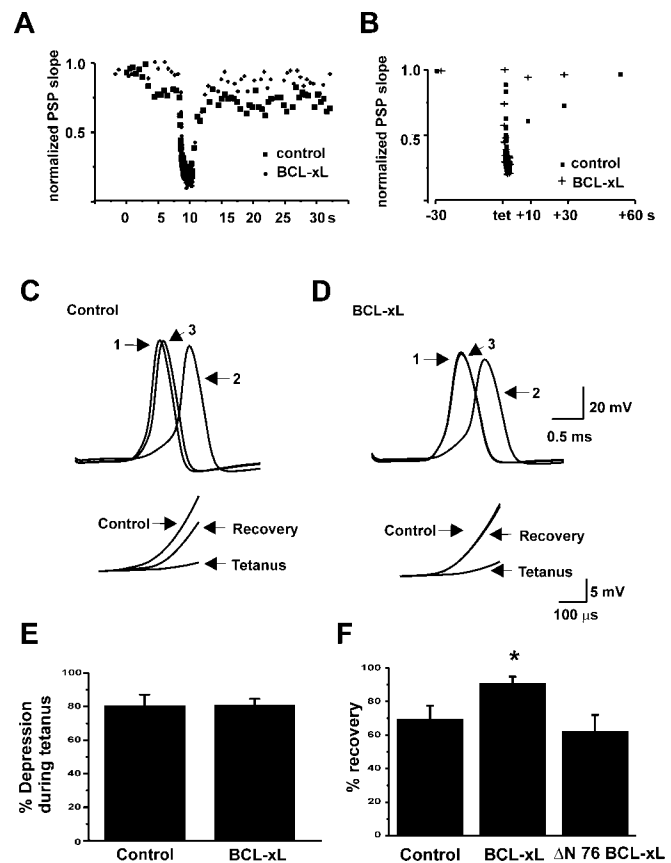 A
normalized PSP slope
1.0
0.5
control
BCL-xL
0 5 10 15 20 25 30 s
B
normalized PSP slope
1.0
0.5
control
BCL-xL
-30 tet +10 +30 +60 s
C
Control
1
3
2
Control
Recovery
Tetanus
D
BCL-xL
1
3
2
20 mV
0.5 ms
Control
Recovery
Tetanus
5 mV
100 µs
E
% Depression
during tetanus
100
80
60
40
20
0
Control BCL-xL
F
% recovery
100
80
60
40
20
0
*
Control BCL-xL ΔN 76 BCL-xL